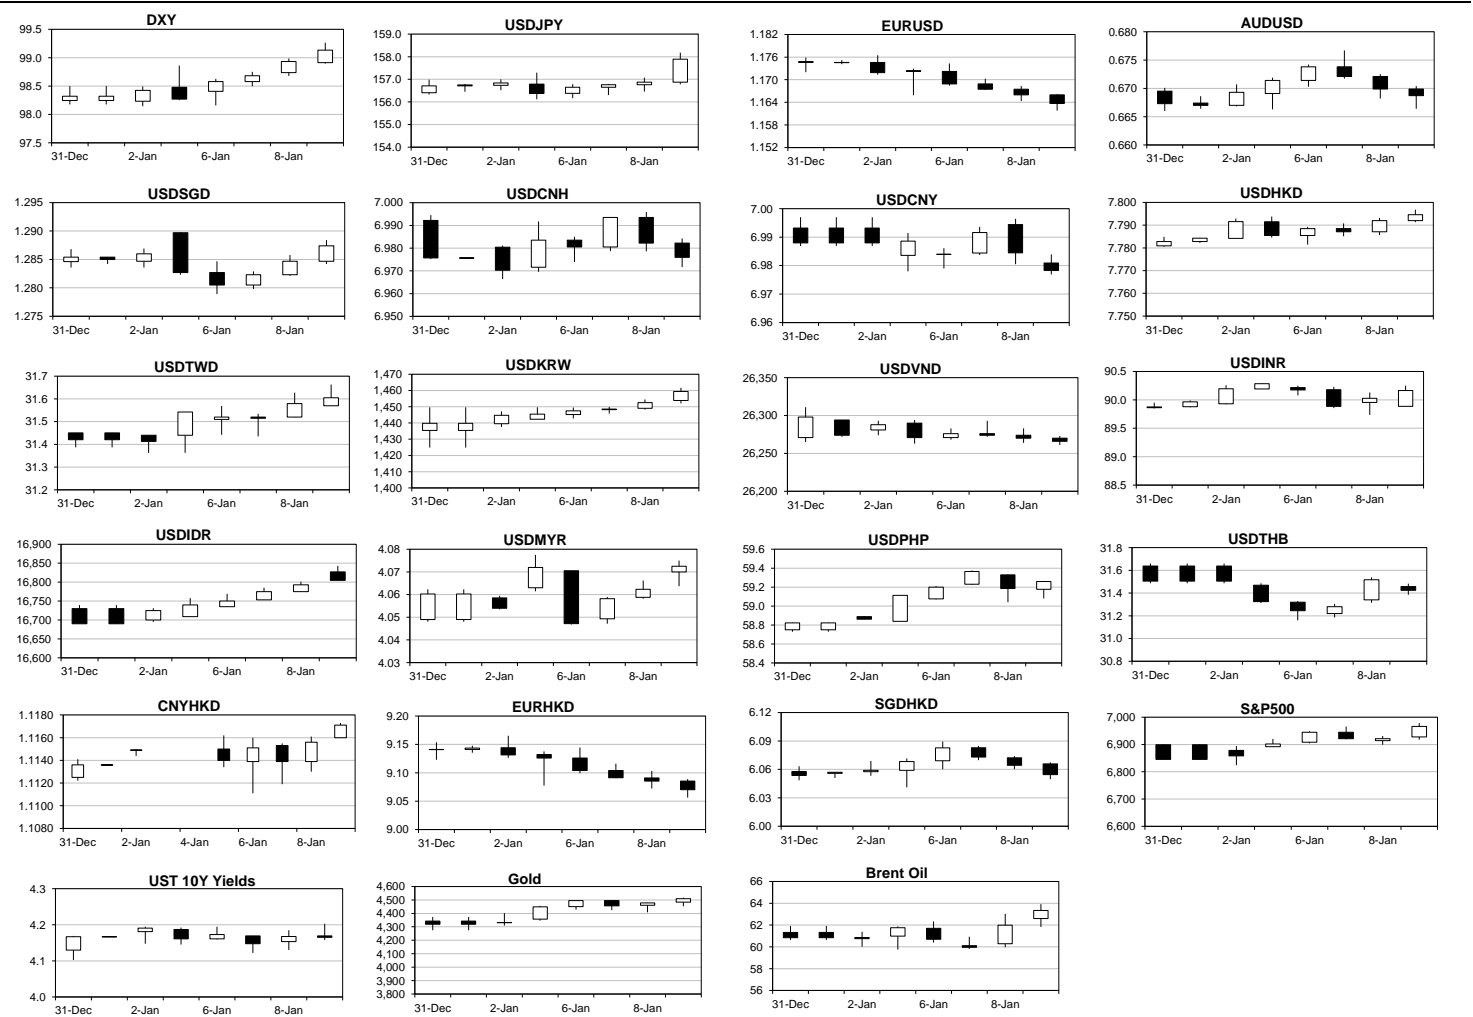 DXY
99.5
99.0
98.5
98.0
97.5
31-Dec 2-Jan 6-Jan 8-Jan
USDJPY
159.0
158.0
157.0
156.0
155.0
154.0
31-Dec 2-Jan 6-Jan 8-Jan
EURUSD
1.182
1.176
1.170
1.164
1.158
1.152
31-Dec 2-Jan 6-Jan 8-Jan
AUDUSD
0.680
0.675
0.670
0.665
0.660
31-Dec 2-Jan 6-Jan 8-Jan
USDSGD
1.295
1.290
1.285
1.280
1.275
31-Dec 2-Jan 6-Jan 8-Jan
USDCNH
7.000
6.990
6.980
6.970
6.960
6.950
31-Dec 2-Jan 6-Jan 8-Jan
USDCNY
7.00
6.99
6.98
6.97
6.96
31-Dec 2-Jan 6-Jan 8-Jan
USDHKD
7.800
7.790
7.780
7.770
7.760
7.750
31-Dec 2-Jan 6-Jan 8-Jan
USDTWD
31.7
31.6
31.5
31.4
31.3
31.2
31-Dec 2-Jan 6-Jan 8-Jan
USDKRW
1,470
1,460
1,450
1,440
1,430
1,420
1,410
1,400
31-Dec 2-Jan 6-Jan 8-Jan
USDVND
26,350
26,300
26,250
26,200
31-Dec 2-Jan 6-Jan 8-Jan
USDINR
90.5
90.0
89.5
89.0
88.5
31-Dec 2-Jan 6-Jan 8-Jan
USDIDR
16,900
16,850
16,800
16,750
16,700
16,650
16,600
31-Dec 2-Jan 6-Jan 8-Jan
USDMYR
4.08
4.07
4.06
4.05
4.04
4.03
31-Dec 2-Jan 6-Jan 8-Jan
USDPHP
59.6
59.4
59.2
59.0
58.8
58.6
58.4
31-Dec 2-Jan 6-Jan 8-Jan
USDTHB
31.8
31.6
31.4
31.2
31.0
30.8
31-Dec 2-Jan 6-Jan 8-Jan
CNYHKD
1.1180
1.1160
1.1140
1.1120
1.1100
1.1080
31-Dec 2-Jan 4-Jan 6-Jan 8-Jan
EURHKD
9.20
9.15
9.10
9.05
9.00
31-Dec 2-Jan 6-Jan 8-Jan
SGDHKD
6.12
6.09
6.06
6.03
6.00
31-Dec 2-Jan 6-Jan 8-Jan
S&P500
7,000
6,900
6,800
6,700
6,600
31-Dec 2-Jan 6-Jan 8-Jan
UST 10Y Yields
4.3
4.2
4.1
4.0
31-Dec 2-Jan 6-Jan 8-Jan
Gold
4,600
4,500
4,400
4,300
4,200
4,100
4,000
3,900
3,800
31-Dec 2-Jan 6-Jan 8-Jan
Brent Oil
66
64
62
60
58
56
31-Dec 2-Jan 6-Jan 8-Jan